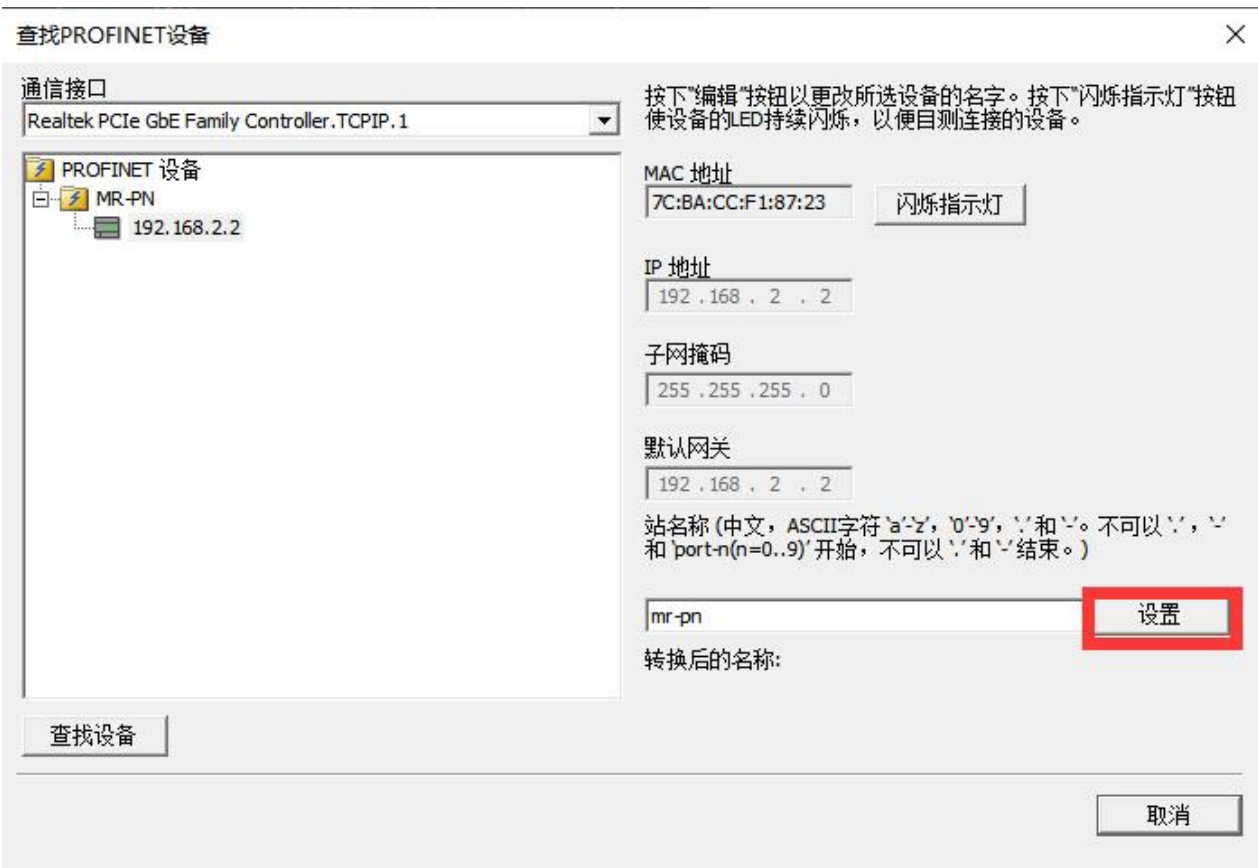 查找PROFINET设备
通信接口
Realtek PCIe GbE Family Controller.TCPIP.1
PROFINET 设备
MR-PN
192.168.2.2
查找设备
按下"编辑"按钮以更改所选设备的名字。按下"闪烁指示灯"按钮
使设备的LED持续闪烁，以便目测连接的设备。
MAC 地址
7C:BA:CC:F1:87:23
闪烁指示灯
IP 地址
192 . 168 . 2 . 2
子网掩码
255 . 255 . 255 . 0
默认网关
192 . 168 . 2 . 2
站名称 (中文，ASCII字符 'a'-'z'，'0'-'9'，'.' 和 '-'。不可以 '.'，'-'
和 'port-n(n=0..9)' 开始，不可以 '.' 和 '-' 结束。)
mr-pn
设置
转换后的名称:
取消